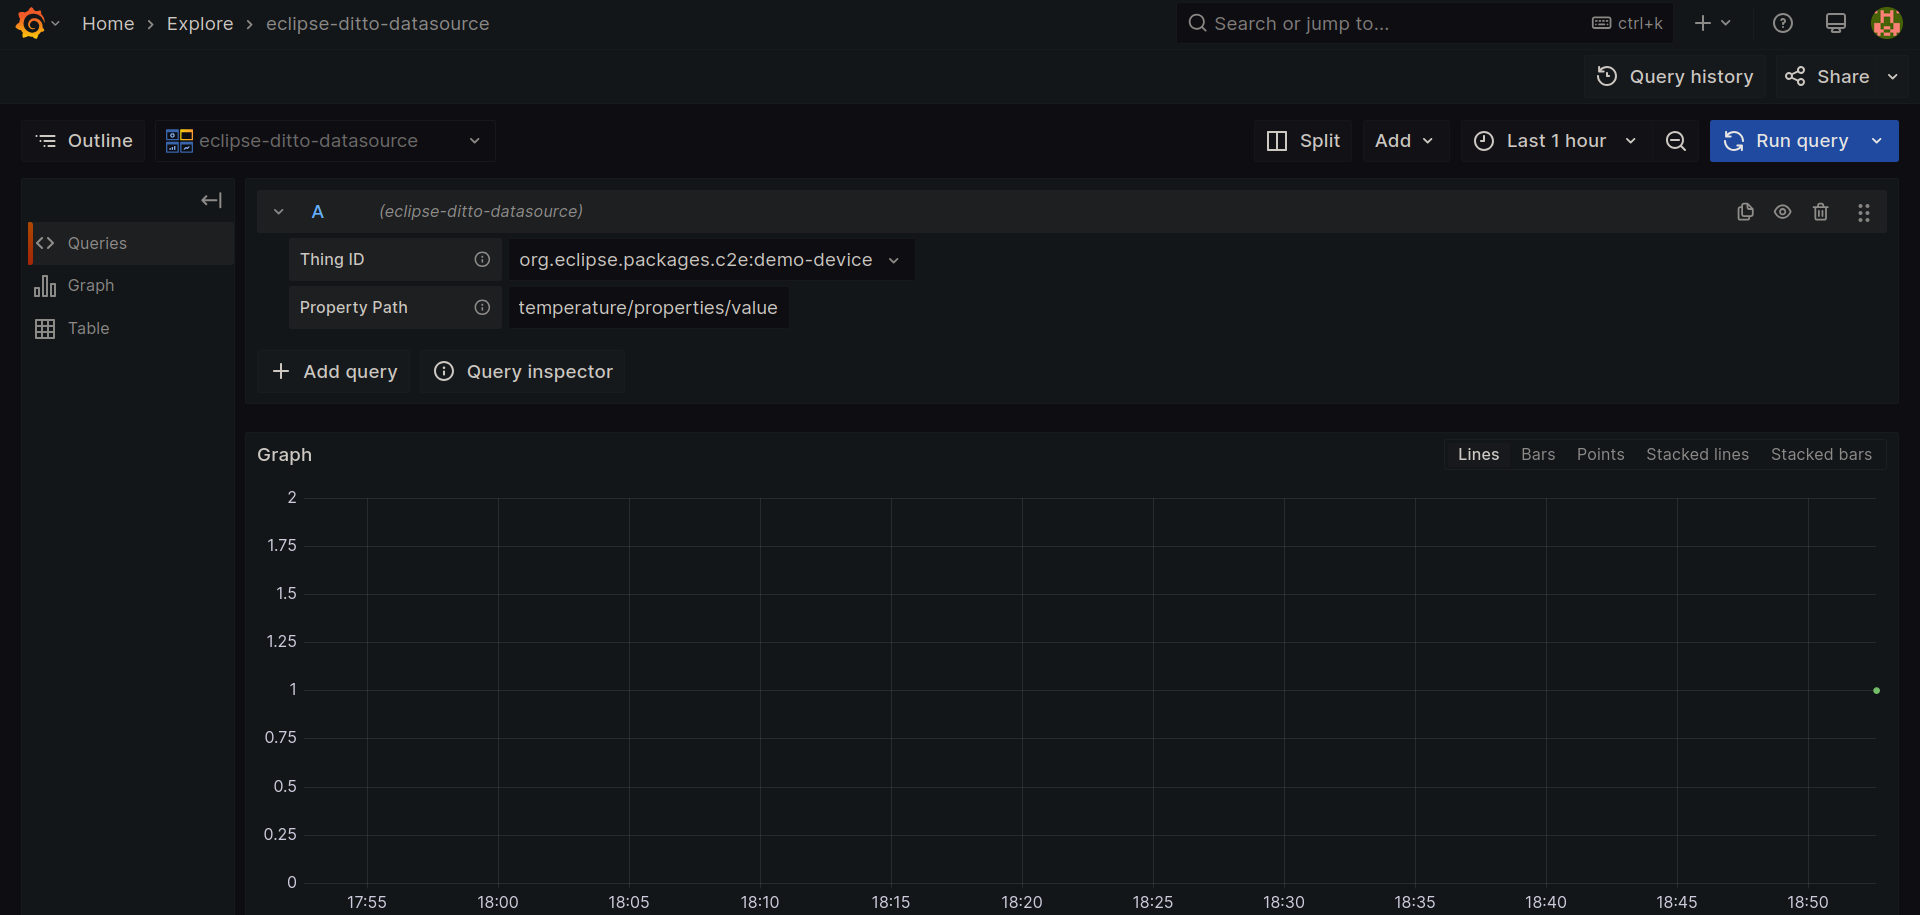 Home > Explore > eclipse-ditto-datasource
Search or jump to... ctrl+k
Query history Share
Outline eclipse-ditto-datasource Split Add Last 1 hour Run query
A (eclipse-ditto-datasource)
Queries
Thing ID org.eclipse.packages.c2e:demo-device
Graph
Property Path temperature/properties/value
Table
+ Add query Query inspector
Graph Lines Bars Points Stacked lines Stacked bars
2
1.75
1.5
1.25
1
0.75
0.5
0.25
0
17:55 18:00 18:05 18:10 18:15 18:20 18:25 18:30 18:35 18:40 18:45 18:50